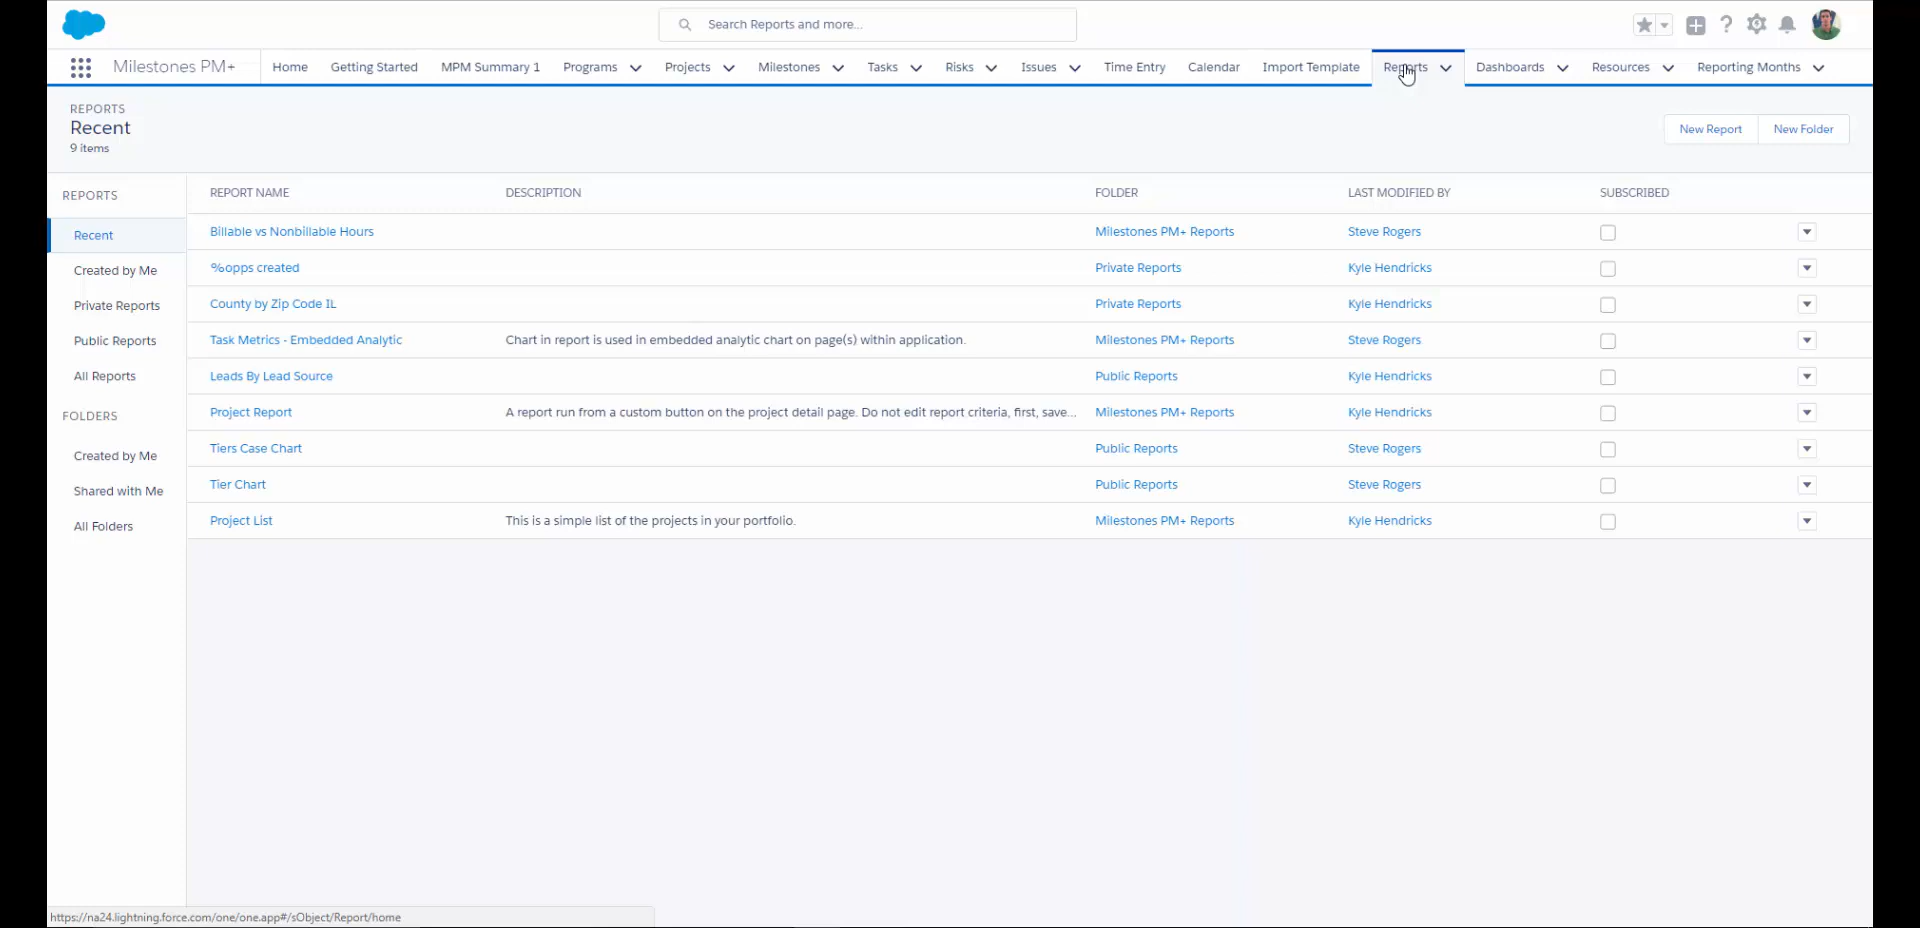 Search Reports and more...
Milestones PM+
Home Getting Started MPM Summary 1 Programs Projects Milestones Tasks Risks Issues Time Entry Calendar Import Template Reports Dashboards Resources Reporting Months
REPORTS
Recent
9 items
New Report New Folder
REPORTS
Recent
Created by Me
Private Reports
Public Reports
All Reports
FOLDERS
Created by Me
Shared with Me
All Folders
REPORT NAME DESCRIPTION FOLDER LAST MODIFIED BY SUBSCRIBED
Billable vs Nonbillable Hours Milestones PM+ Reports Steve Rogers
%opps created Private Reports Kyle Hendricks
County by Zip Code IL Private Reports Kyle Hendricks
Task Metrics - Embedded Analytic Chart in report is used in embedded analytic chart on page(s) within application. Milestones PM+ Reports Steve Rogers
Leads By Lead Source Public Reports Kyle Hendricks
Project Report A report run from a custom button on the project detail page. Do not edit report criteria, first, save... Milestones PM+ Reports Kyle Hendricks
Tiers Case Chart Public Reports Steve Rogers
Tier Chart Public Reports Steve Rogers
Project List This is a simple list of the projects in your portfolio. Milestones PM+ Reports Kyle Hendricks
https://na24.lightning.force.com/one/one.app#/sObject/Report/home